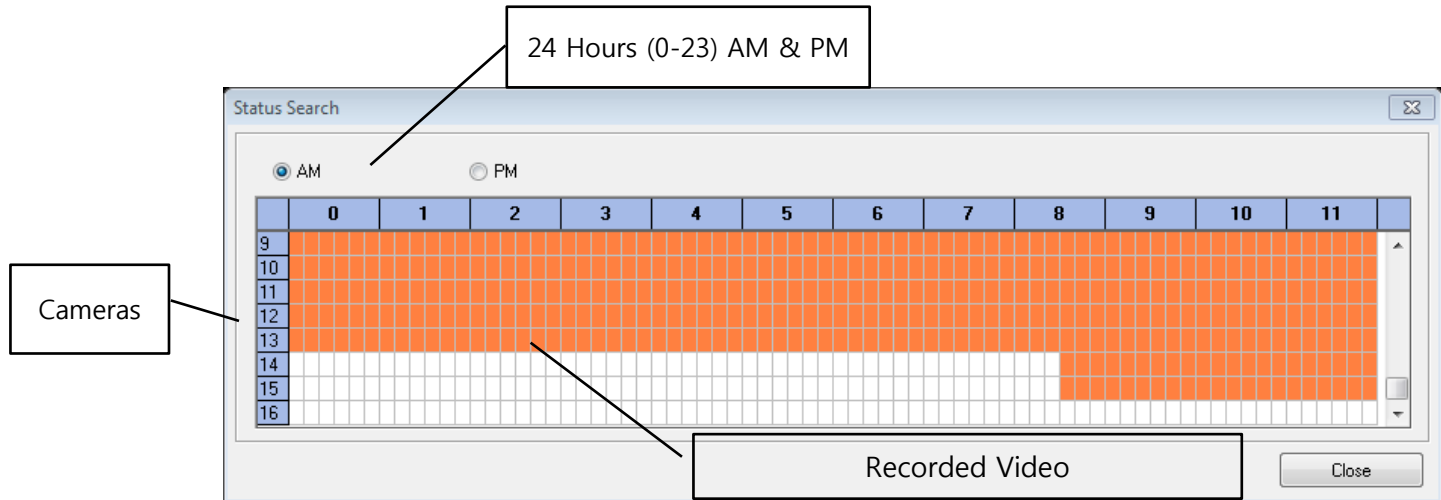 24 Hours (0-23) AM & PM
Status Search
AM PM
0 1 2 3 4 5 6 7 8 9 10 11
9
10
11
12
13
14
15
16
Cameras
Recorded Video
Close